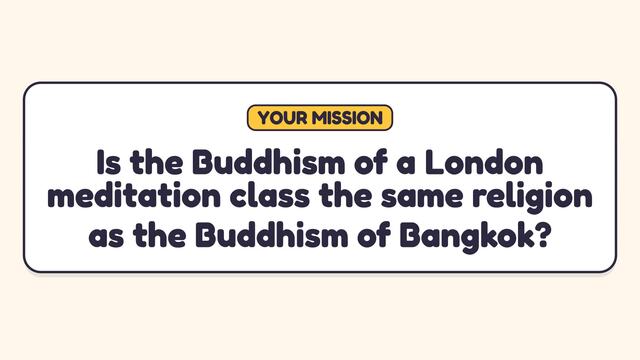 YOUR MISSION
Is the Buddhism of a London
meditation class the same religion
as the Buddhism of Bangkok?